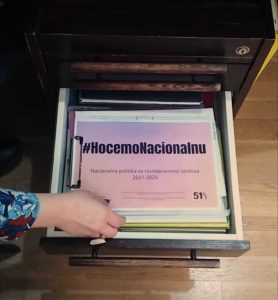 #HocemoNacionalnu
Nacionalna politika za ravnopravnost spolova
2021-2025
51%